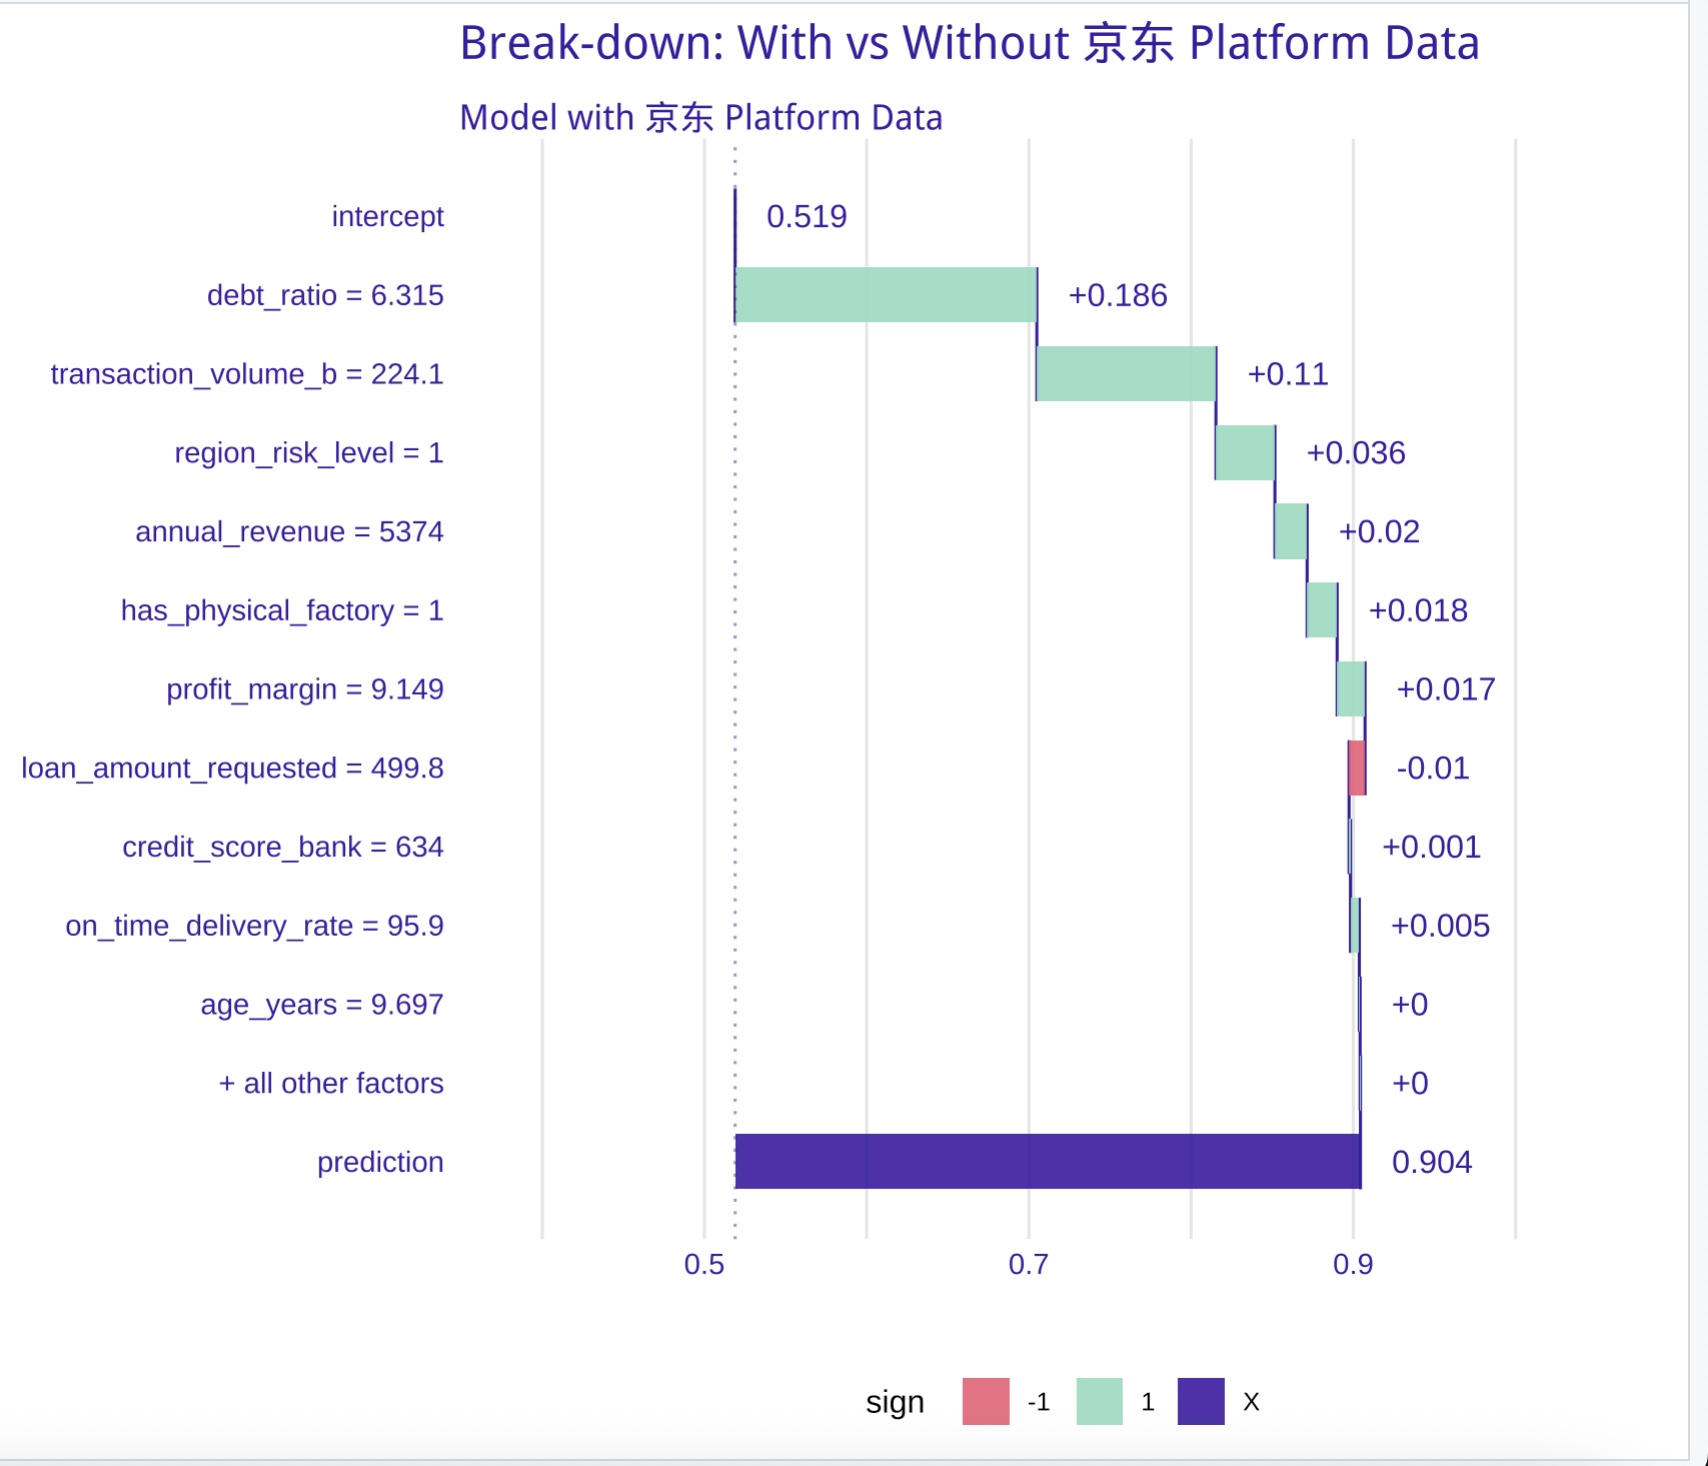 Break-down: With vs Without 京东 Platform Data
Model with 京东 Platform Data
intercept 0.519
debt_ratio = 6.315 +0.186
transaction_volume_b = 224.1 +0.11
region_risk_level = 1 +0.036
annual_revenue = 5374 +0.02
has_physical_factory = 1 +0.018
profit_margin = 9.149 +0.017
loan_amount_requested = 499.8 -0.01
credit_score_bank = 634 +0.001
on_time_delivery_rate = 95.9 +0.005
age_years = 9.697 +0
+ all other factors +0
prediction 0.904
0.5 0.7 0.9
sign -1 1 X